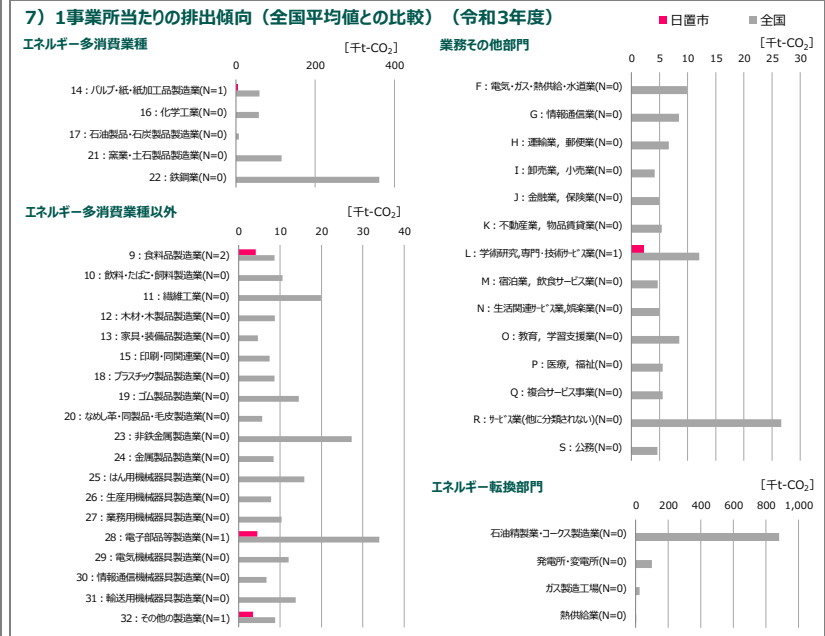 7）1事業所当たりの排出傾向（全国平均値との比較）（令和3年度）
日置市 全国
エネルギー多消費業種
[千t-CO2]
0 200 400
14：パルプ・紙・紙加工品製造業(N=1)
16：化学工業(N=0)
17：石油製品・石炭製品製造業(N=0)
21：窯業・土石製品製造業(N=0)
22：鉄鋼業(N=0)
エネルギー多消費業種以外
[千t-CO2]
0 10 20 30 40
9：食料品製造業(N=2)
10：飲料・たばこ・飼料製造業(N=0)
11：繊維工業(N=0)
12：木材・木製品製造業(N=0)
13：家具・装備品製造業(N=0)
15：印刷・同関連業(N=0)
18：プラスチック製品製造業(N=0)
19：ゴム製品製造業(N=0)
20：なめし革・同製品・毛皮製造業(N=0)
23：非鉄金属製造業(N=0)
24：金属製品製造業(N=0)
25：はん用機械器具製造業(N=0)
26：生産用機械器具製造業(N=0)
27：業務用機械器具製造業(N=0)
28：電子部品等製造業(N=1)
29：電気機械器具製造業(N=0)
30：情報通信機械器具製造業(N=0)
31：輸送用機械器具製造業(N=0)
32：その他の製造業(N=1)
業務その他部門
[千t-CO2]
0 5 10 15 20 25 30
F：電気・ガス・熱供給・水道業(N=0)
G：情報通信業(N=0)
H：運輸業，郵便業(N=0)
I：卸売業，小売業(N=0)
J：金融業，保険業(N=0)
K：不動産業，物品賃貸業(N=0)
L：学術研究,専門・技術ｻｰﾋﾞｽ業(N=1)
M：宿泊業，飲食サービス業(N=0)
N：生活関連ｻｰﾋﾞｽ業,娯楽業(N=0)
O：教育，学習支援業(N=0)
P：医療，福祉(N=0)
Q：複合サービス事業(N=0)
R：ｻｰﾋﾞｽ業(他に分類されない)(N=0)
S：公務(N=0)
エネルギー転換部門
[千t-CO2]
0 200 400 600 800 1,000
石油精製業・コークス製造業(N=0)
発電所・変電所(N=0)
ガス製造工場(N=0)
熱供給業(N=0)